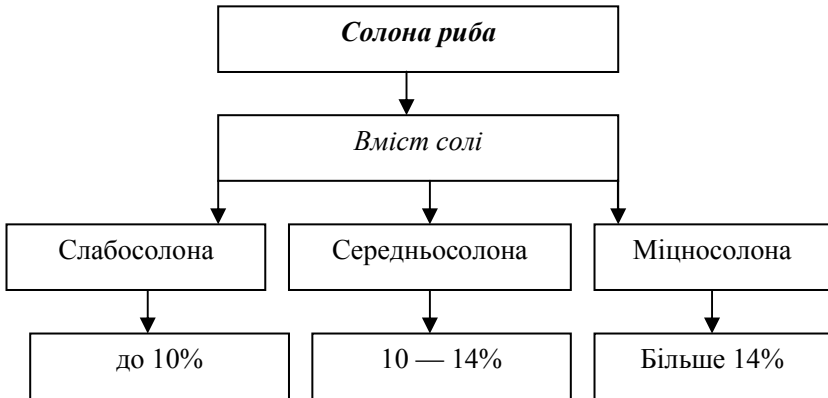 Солона риба
Вміст солі
Слабосолона
Середньосолона
Міцносолона
до 10%
10 — 14%
Більше 14%